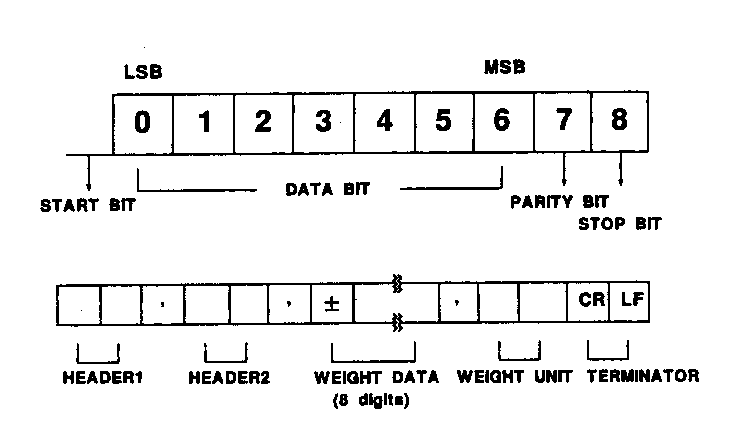 LSB MSB
0 1 2 3 4 5 6 7 8
DATA BIT
START BIT PARITY BIT
STOP BIT
, , ± , CR LF
HEADER1 HEADER2 WEIGHT DATA WEIGHT UNIT TERMINATOR
(8 digits)